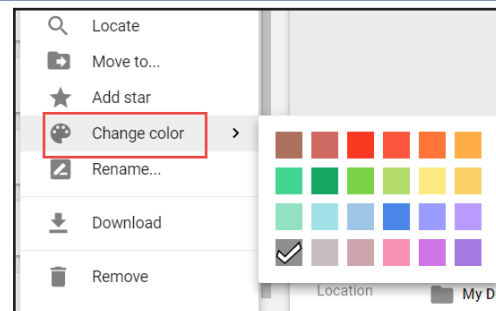 Locate
Move to...
Add star
Change color
Rename...
Download
Remove
Location
My D